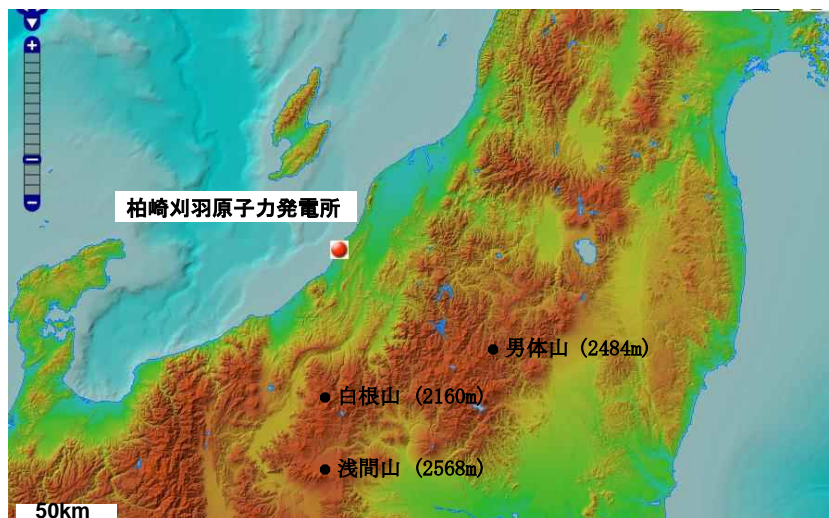 柏崎刈羽原子力発電所
男体山 (2484m)
白根山 (2160m)
浅間山 (2568m)
50km